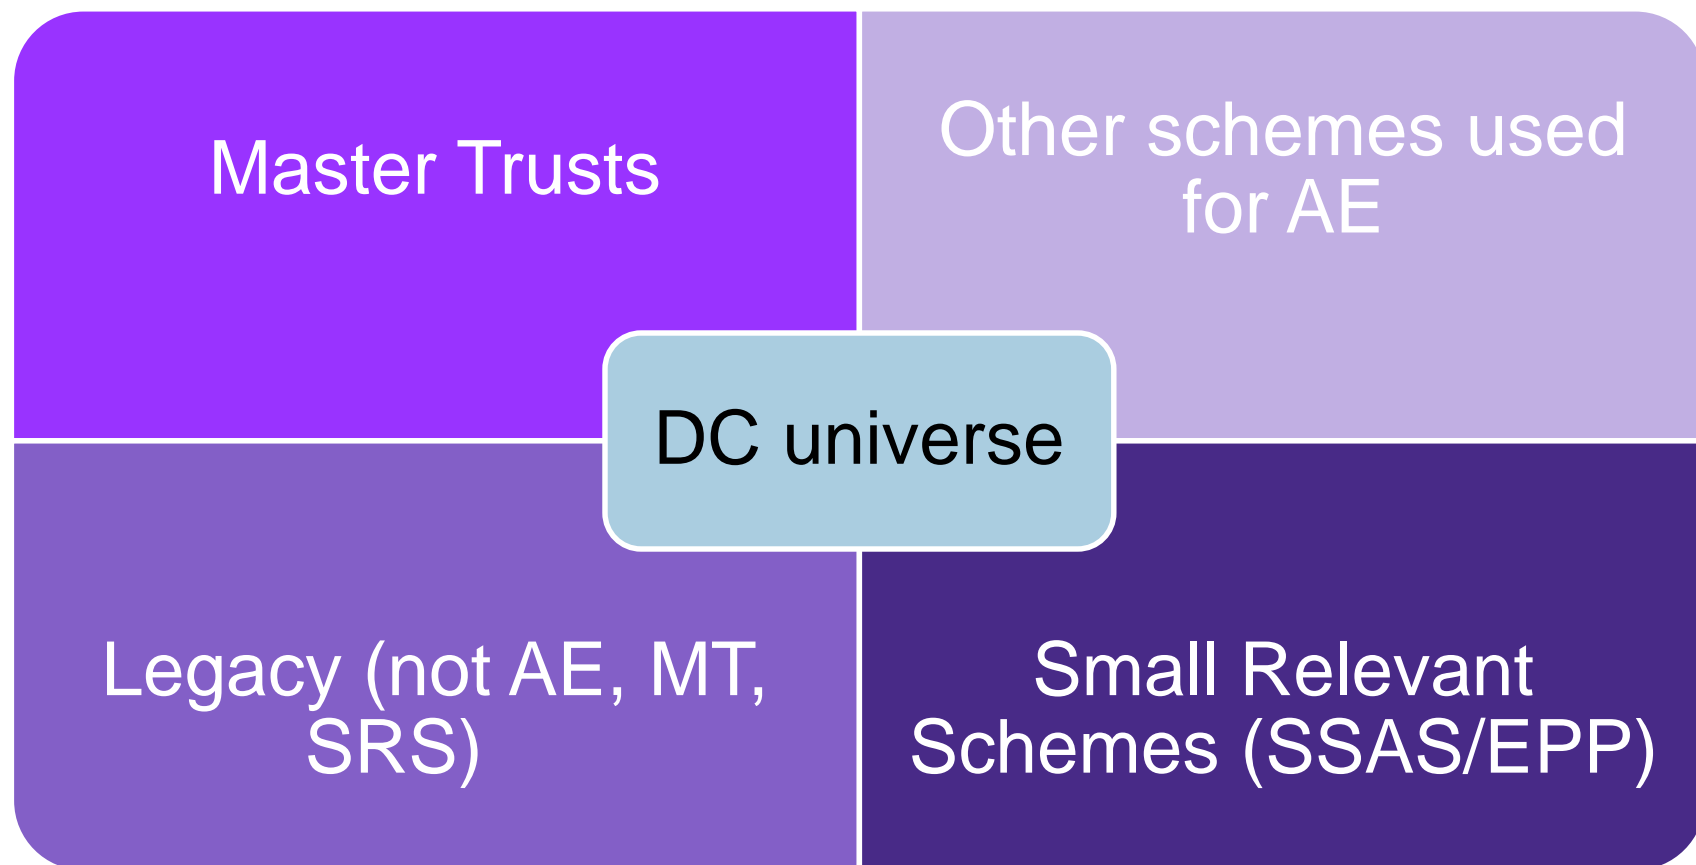 Master Trusts
Other schemes used
for AE
DC universe
Legacy (not AE, MT,
SRS)
Small Relevant
Schemes (SSAS/EPP)